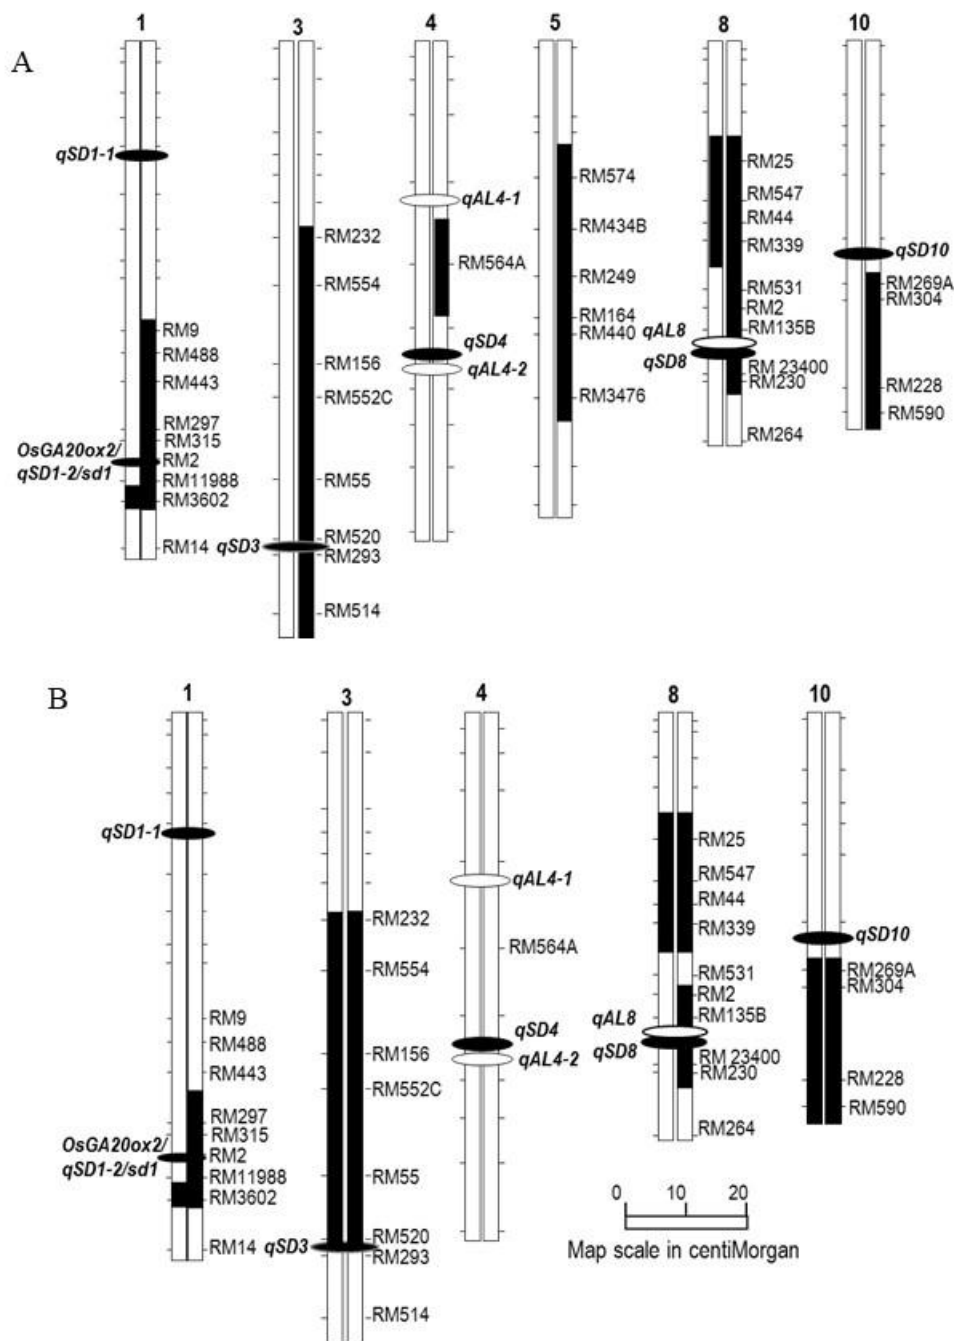 1
3
4
5
8
10
A
qSD1-1
RM9
RM488
RM443
RM297
RM315
OsGA20ox2/
qSD1-2/sd1
RM2
RM11988
RM3602
RM14
RM232
RM554
RM156
RM552C
RM55
RM520
qSD3
RM293
RM514
qAL4-1
RM564A
qSD4
qAL4-2
RM574
RM434B
RM249
RM164
RM440
RM3476
RM25
RM547
RM44
RM339
RM531
RM2
RM135B
qAL8
qSD8
RM 23400
RM230
RM264
qSD10
RM269A
RM304
RM228
RM590
B
1
3
4
8
10
qSD1-1
RM9
RM488
RM443
RM297
RM315
OsGA20ox2/
qSD1-2/sd1
RM2
RM11988
RM3602
RM14
RM232
RM554
RM156
RM552C
RM55
RM520
qSD3
RM293
RM514
qAL4-1
RM564A
qSD4
qAL4-2
RM25
RM547
RM44
RM339
RM531
RM2
RM135B
qAL8
qSD8
RM 23400
RM230
RM264
qSD10
RM269A
RM304
RM228
RM590
0 10 20
Map scale in centiMorgan